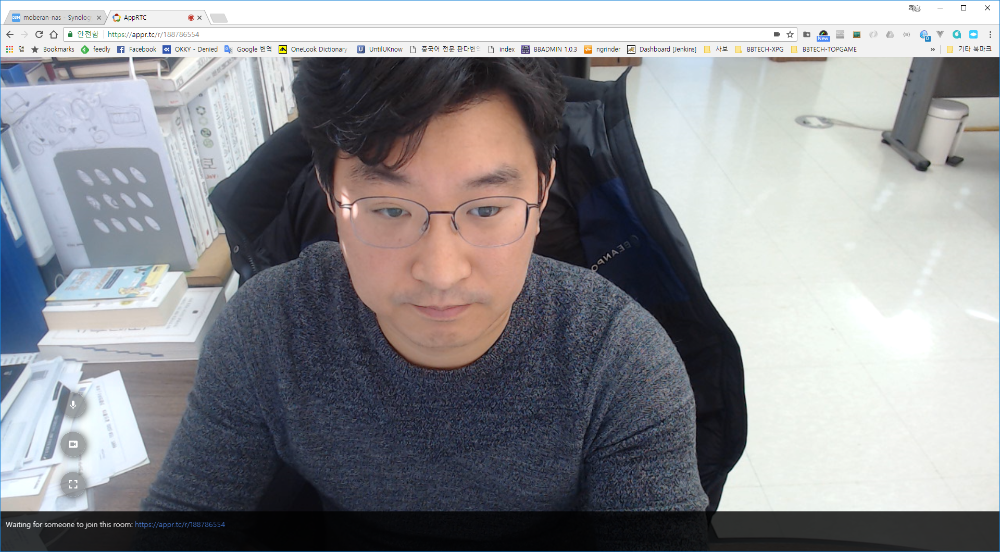 제홍
moberan-nas - Synolog
AppRTC
안전함 https://appr.tc/r/188786554
New
0
앱 Bookmarks feedly Facebook OKKY - Denied Google 번역 OneLook Dictionary UntilUKnow 중국어 전문 판다번역 index BBADMIN 1.0.3 ngrinder Dashboard [Jenkins] 사보 BBTECH-XPG BBTECH-TOPGAME » 기타 북마크
BEANPO
Waiting for someone to join this room: https://appr.tc/r/188786554